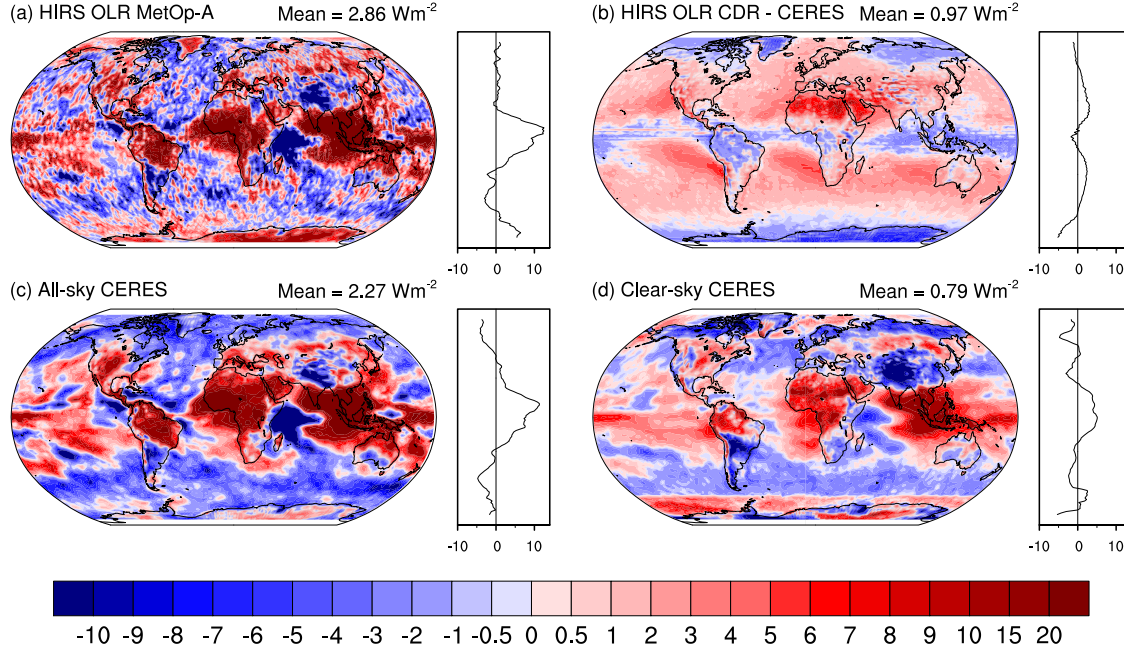 (a) HIRS OLR MetOp-A Mean = 2.86 Wm-2
(b) HIRS OLR CDR - CERES Mean = 0.97 Wm-2
-10 0 10
-10 0 10
(c) All-sky CERES Mean = 2.27 Wm-2
(d) Clear-sky CERES Mean = 0.79 Wm-2
-10 0 10
-10 0 10
-10 -9 -8 -7 -6 -5 -4 -3 -2 -1 -0.5 0 0.5 1 2 3 4 5 6 7 8 9 10 15 20